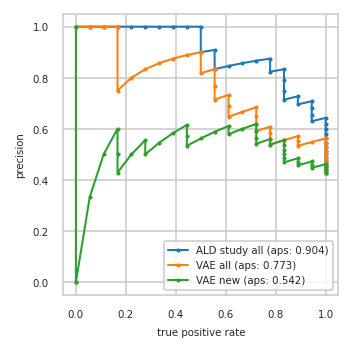 1.0
0.8
0.6
0.4
0.2
0.0
precision
ALD study all (aps: 0.904)
VAE all (aps: 0.773)
VAE new (aps: 0.542)
0.0 0.2 0.4 0.6 0.8 1.0
true positive rate